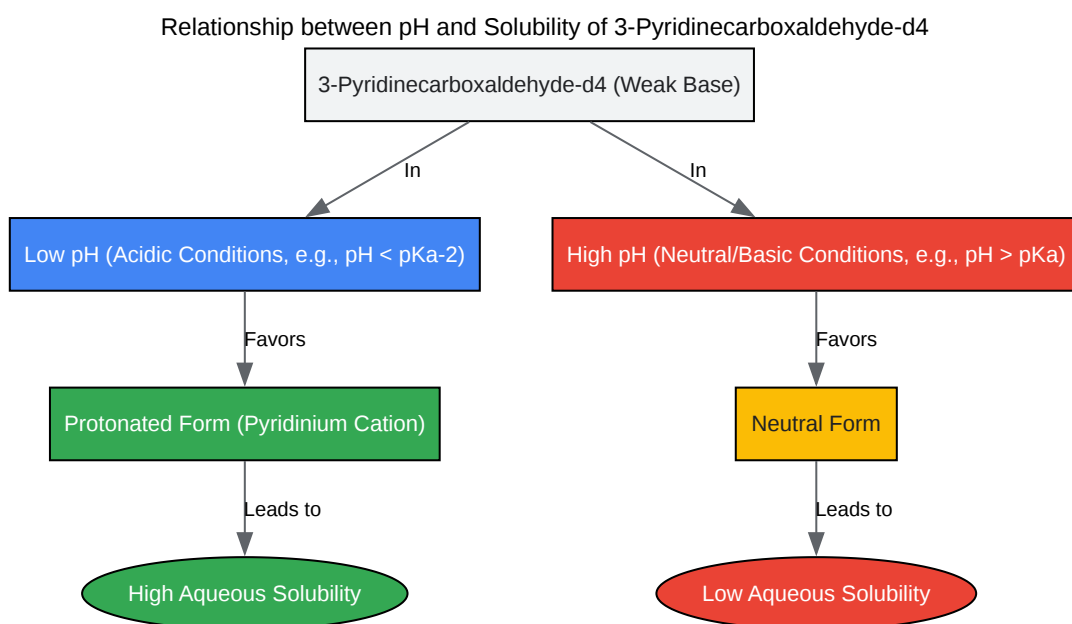 Relationship between pH and Solubility of 3-Pyridinecarboxaldehyde-d4
3-Pyridinecarboxaldehyde-d4 (Weak Base)
In
In
Low pH (Acidic Conditions, e.g., pH < pKa-2)
High pH (Neutral/Basic Conditions, e.g., pH > pKa)
Favors
Favors
Protonated Form (Pyridinium Cation)
Neutral Form
Leads to
Leads to
High Aqueous Solubility
Low Aqueous Solubility